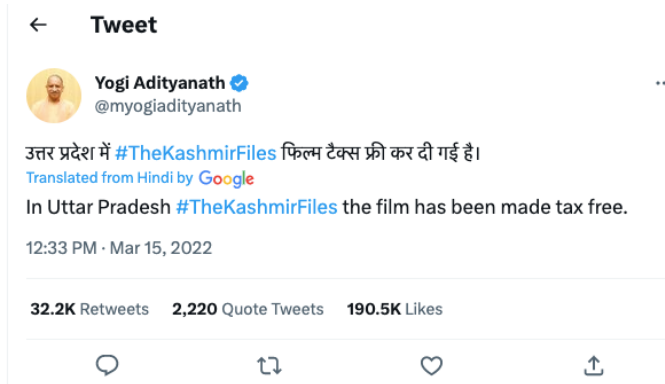 Tweet
Yogi Adityanath
@myogiadityanath
उत्तर प्रदेश में #TheKashmirFiles फिल्म टैक्स फ्री कर दी गई है।
Translated from Hindi by Google
In Uttar Pradesh #TheKashmirFiles the film has been made tax free.
12:33 PM · Mar 15, 2022
32.2K Retweets 2,220 Quote Tweets 190.5K Likes